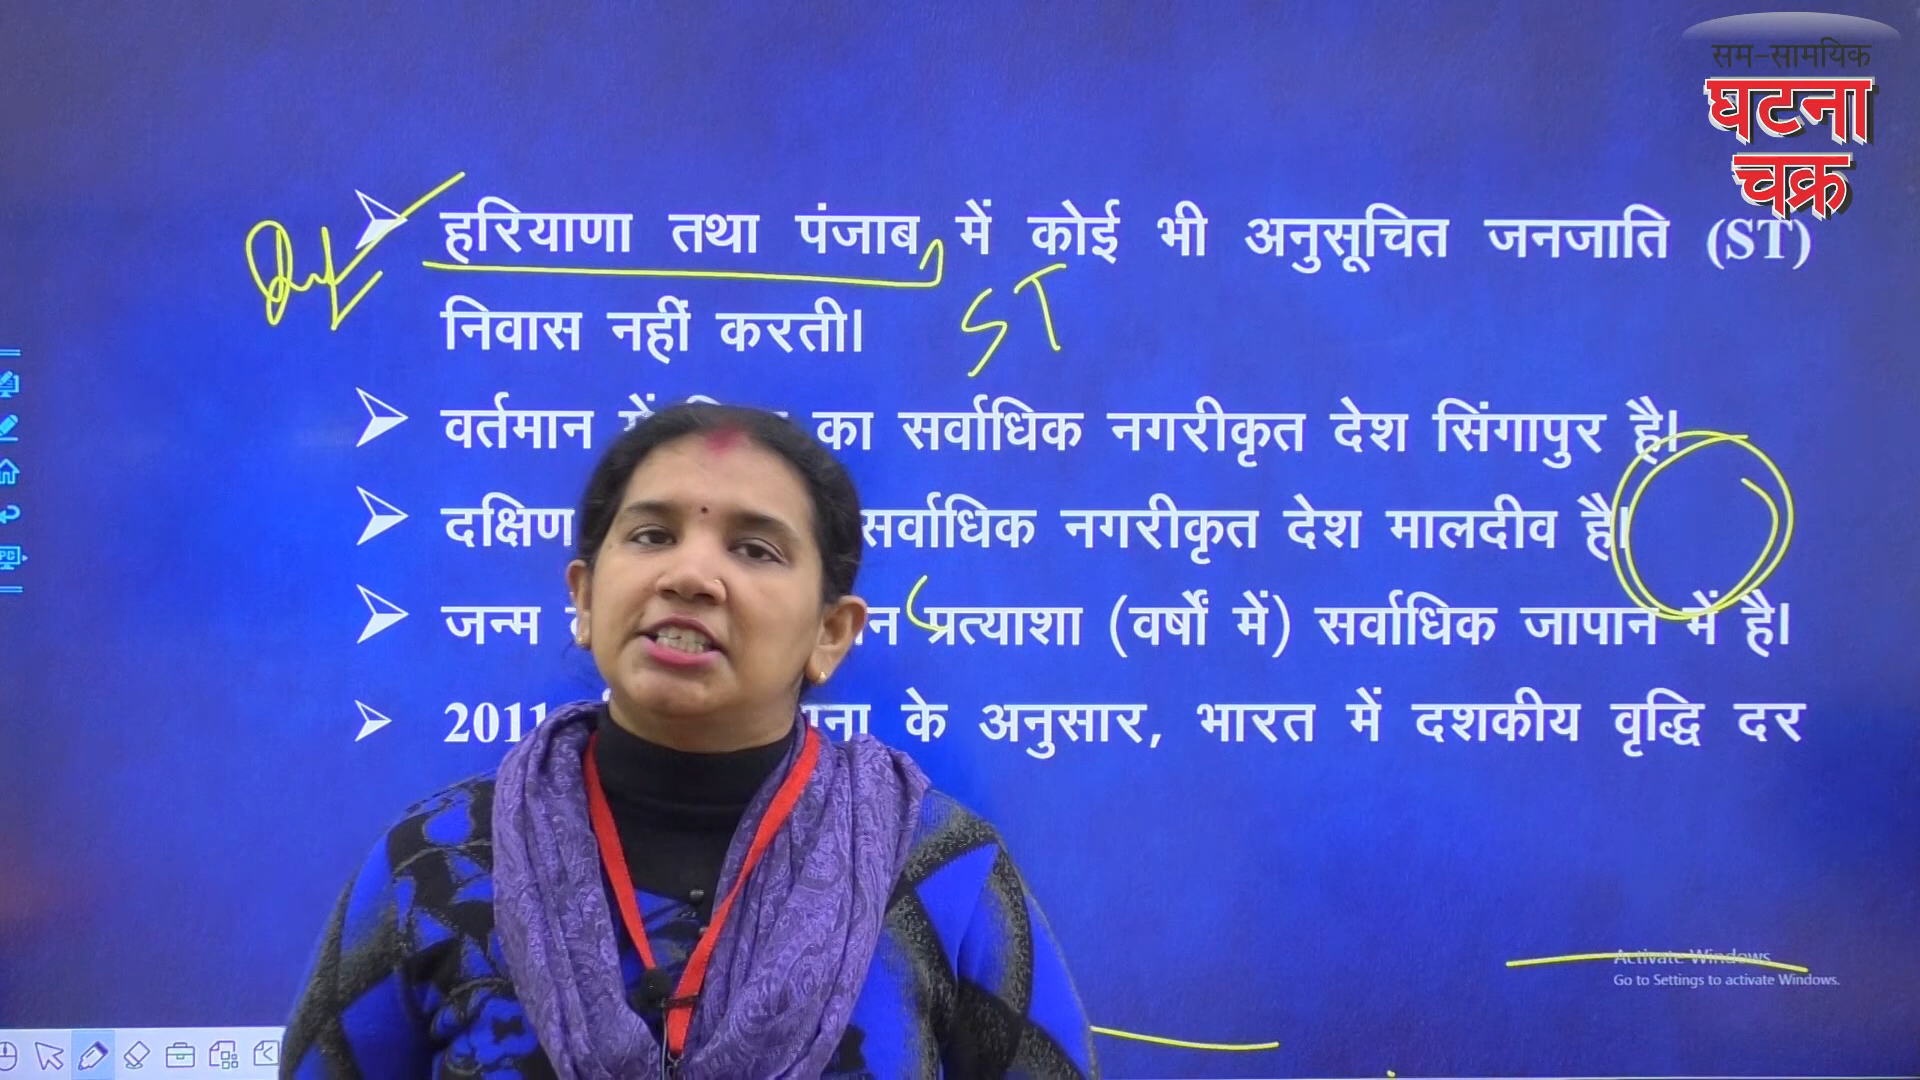 सम-सामयिक
घटना
चक्र
हरियाणा तथा पंजाब में कोई भी अनुसूचित जनजाति (ST)
निवास नहीं करती।
ST
वर्तमान में का सर्वाधिक नगरीकृत देश सिंगापुर है।
दक्षिण सर्वाधिक नगरीकृत देश मालदीव है।
जन्म प्रत्याशा (वर्षों में) सर्वाधिक जापान में है।
2011 के अनुसार, भारत में दशकीय वृद्धि दर
Activate Windows
Go to Settings to activate Windows.